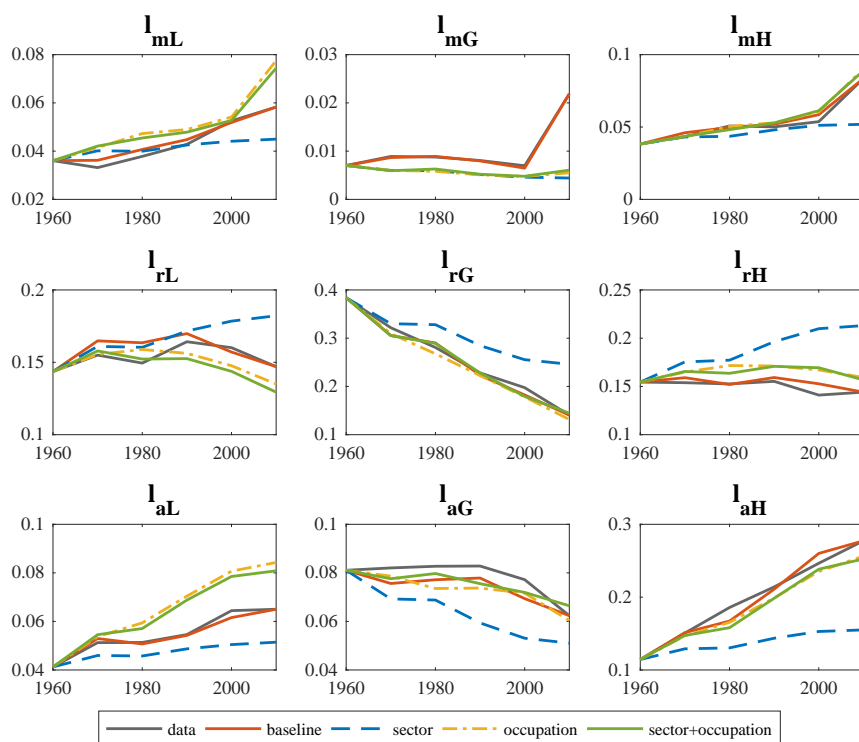 l_mL l_mG l_mH
0.08 0.03 0.1
0.06 0.02
0.05
0.04 0.01
0.02 0 0
1960 1980 2000 1960 1980 2000 1960 1980 2000
l_rL l_rG l_rH
0.2 0.4 0.25
0.3 0.2
0.15
0.2 0.15
0.1 0.1 0.1
1960 1980 2000 1960 1980 2000 1960 1980 2000
l_aL l_aG l_aH
0.1 0.1 0.3
0.08 0.08
0.2
0.06 0.06
0.04 0.04 0.1
1960 1980 2000 1960 1980 2000 1960 1980 2000
data baseline sector occupation sector+occupation